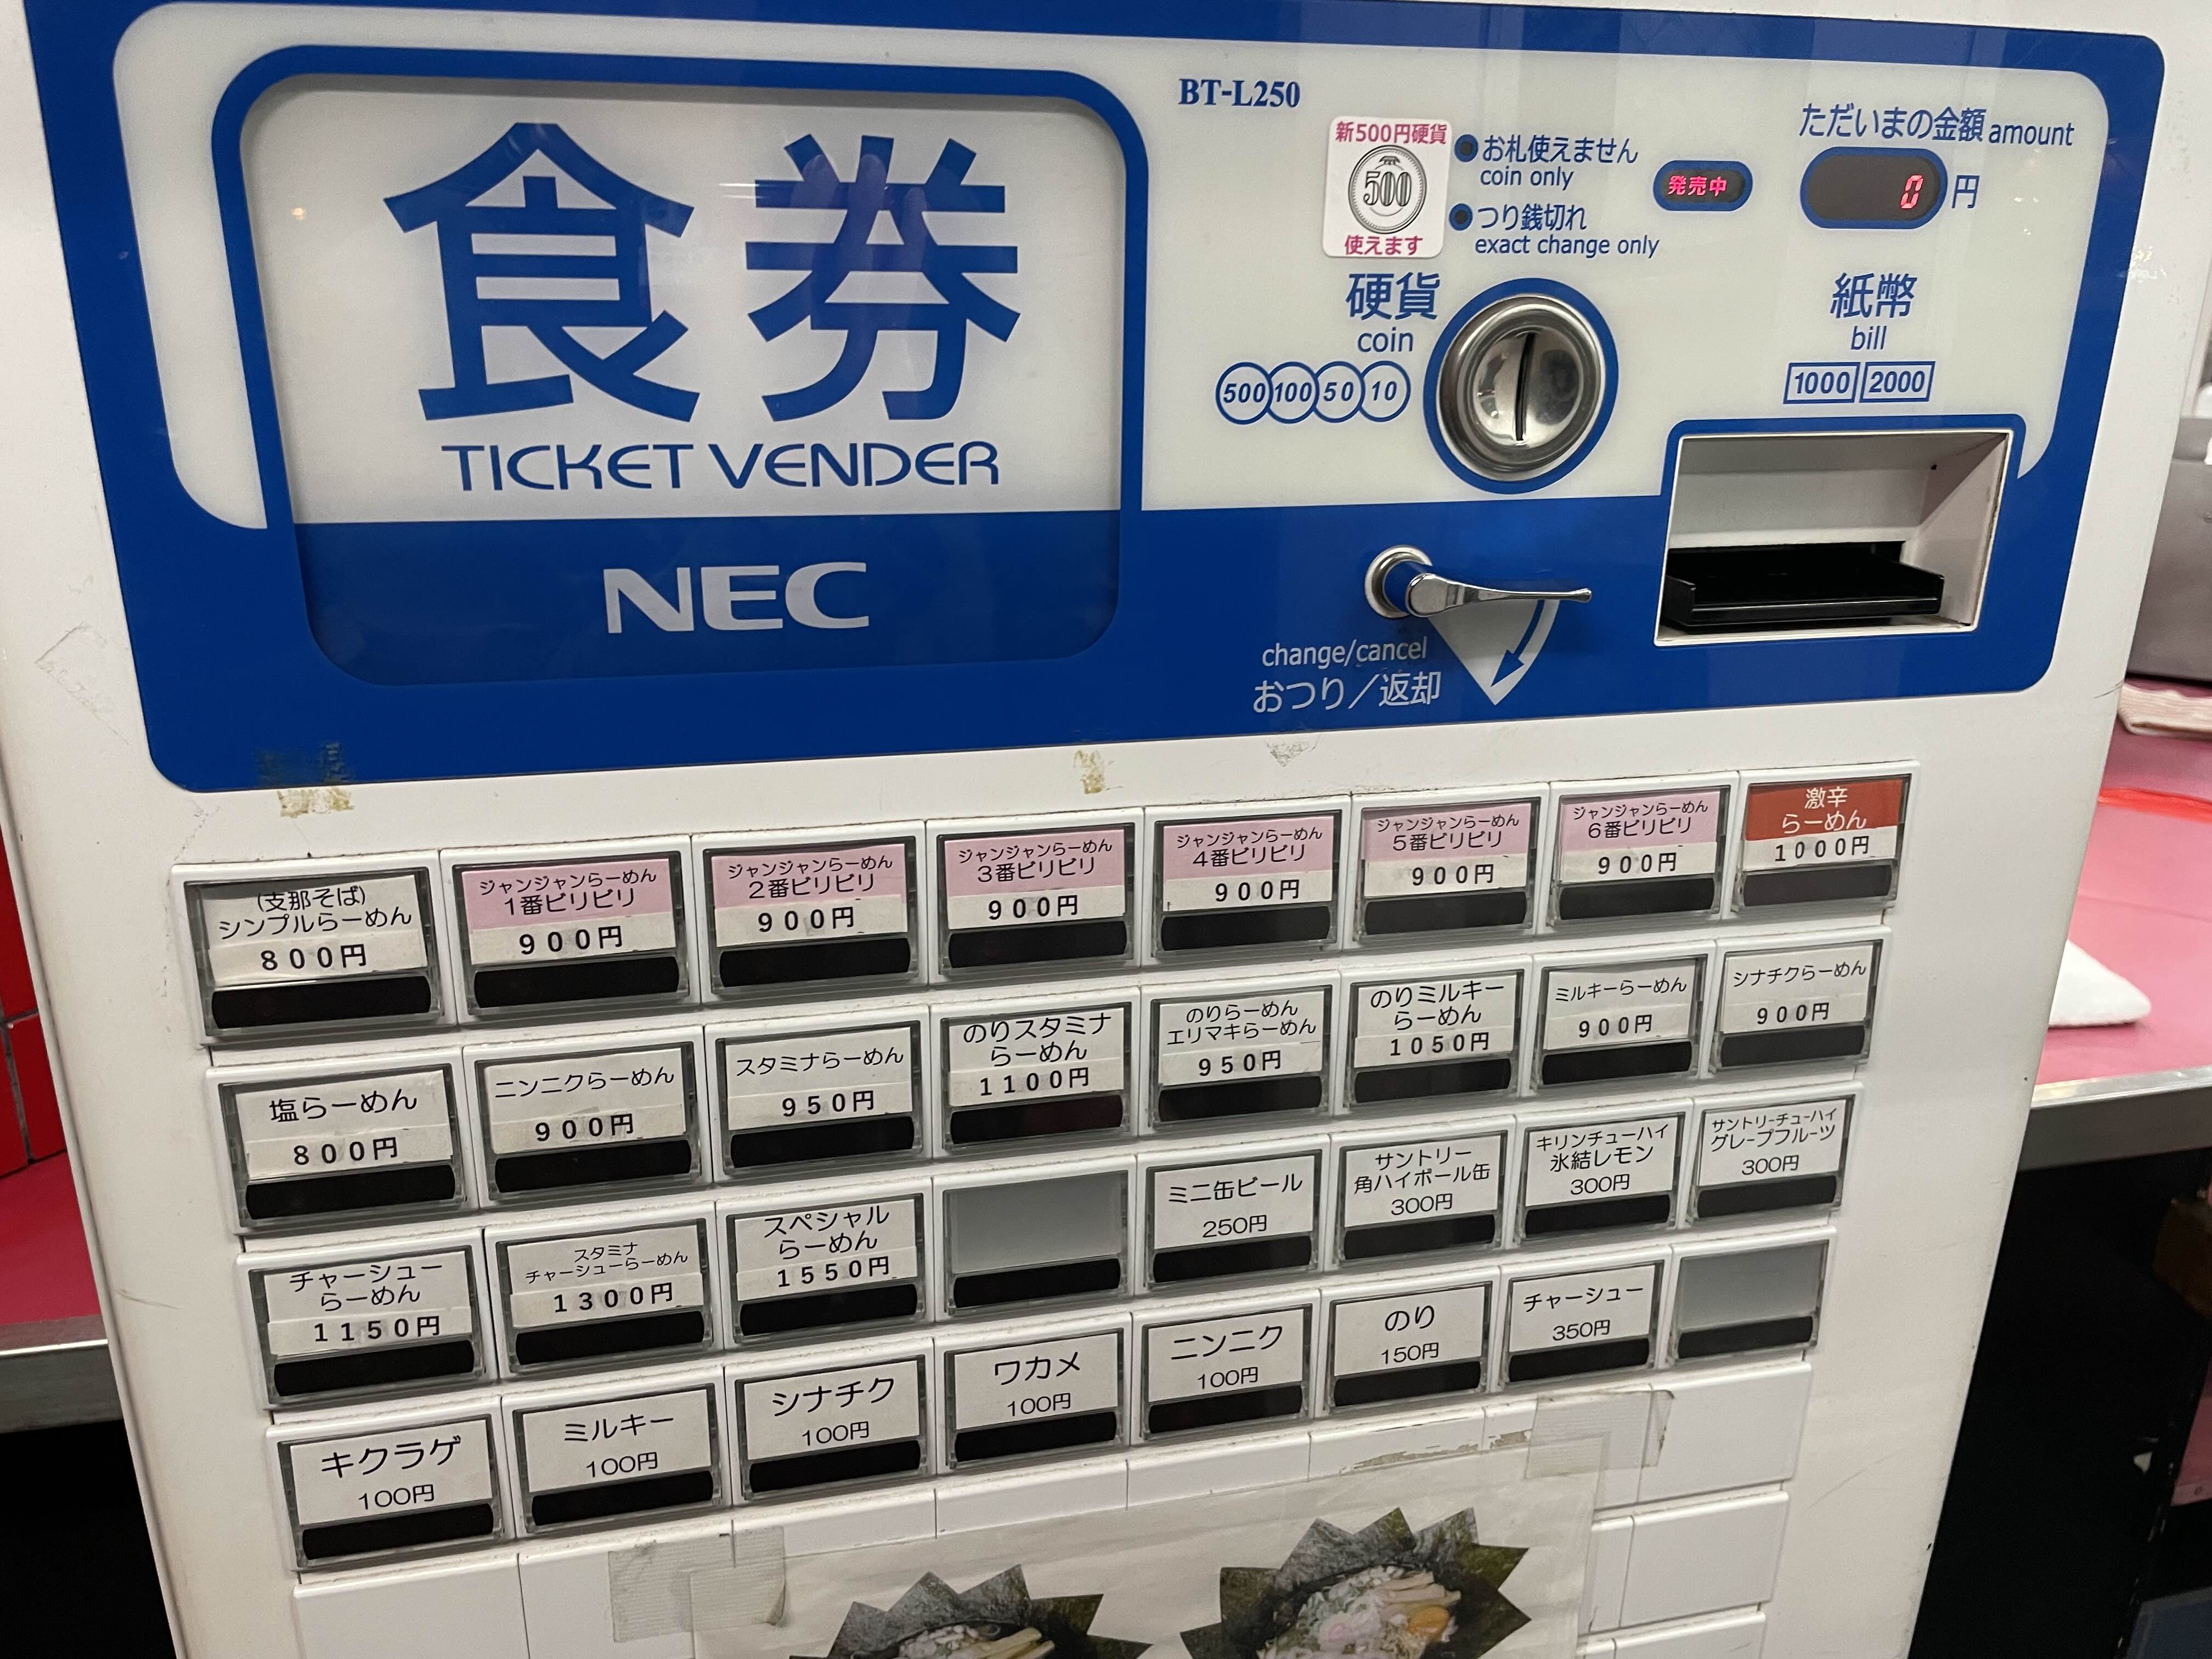 BT-L250
食券
TICKET VENDER
NEC
新500円硬貨
500
使えます
お札使えません
coin only
つり銭切れ
exact change only
発売中
ただいまの金額 amount
0 円
硬貨
coin
500 100 50 10
紙幣
bill
1000 2000
change/cancel
おつり／返却
(支那そば)
シンプルらーめん
800円
ジャンジャンらーめん
1番ビリビリ
900円
ジャンジャンらーめん
2番ビリビリ
900円
ジャンジャンらーめん
3番ビリビリ
900円
ジャンジャンらーめん
4番ビリビリ
900円
ジャンジャンらーめん
5番ビリビリ
900円
ジャンジャンらーめん
6番ビリビリ
900円
激辛
らーめん
1000円
塩らーめん
800円
ニンニクらーめん
900円
スタミナらーめん
950円
のりスタミナ
らーめん
1100円
のりらーめん
エリマキらーめん
950円
のりミルキー
らーめん
1050円
ミルキーらーめん
900円
シナチクらーめん
900円
チャーシュー
らーめん
1150円
スタミナ
チャーシューらーめん
1300円
スペシャル
らーめん
1550円
ミニ缶ビール
250円
サントリー
角ハイボール缶
300円
キリンチューハイ
氷結レモン
300円
サントリーチューハイ
グレープフルーツ
300円
キクラゲ
100円
ミルキー
100円
シナチク
100円
ワカメ
100円
ニンニク
100円
のり
150円
チャーシュー
350円